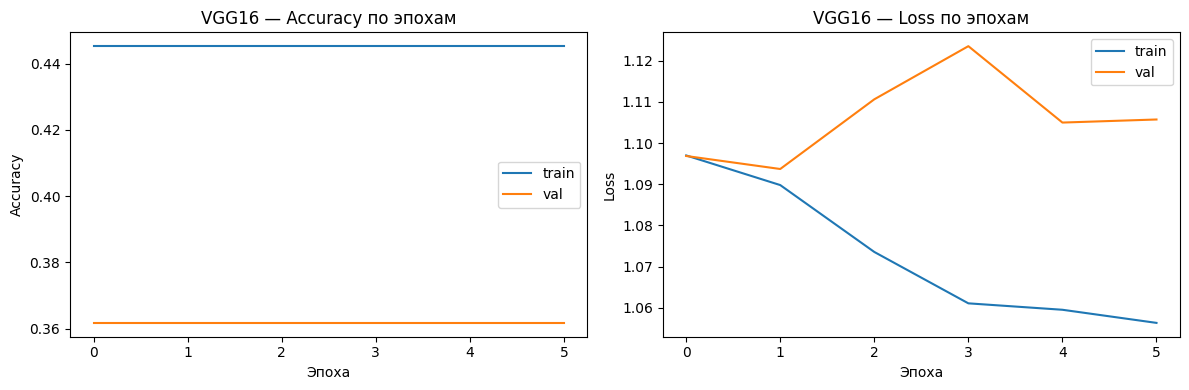 VGG16 — Accuracy по эпохам
Accuracy
0.44
0.42
0.40
0.38
0.36
train
val
0 1 2 3 4 5
Эпоха
VGG16 — Loss по эпохам
Loss
1.12
1.11
1.10
1.09
1.08
1.07
1.06
train
val
0 1 2 3 4 5
Эпоха